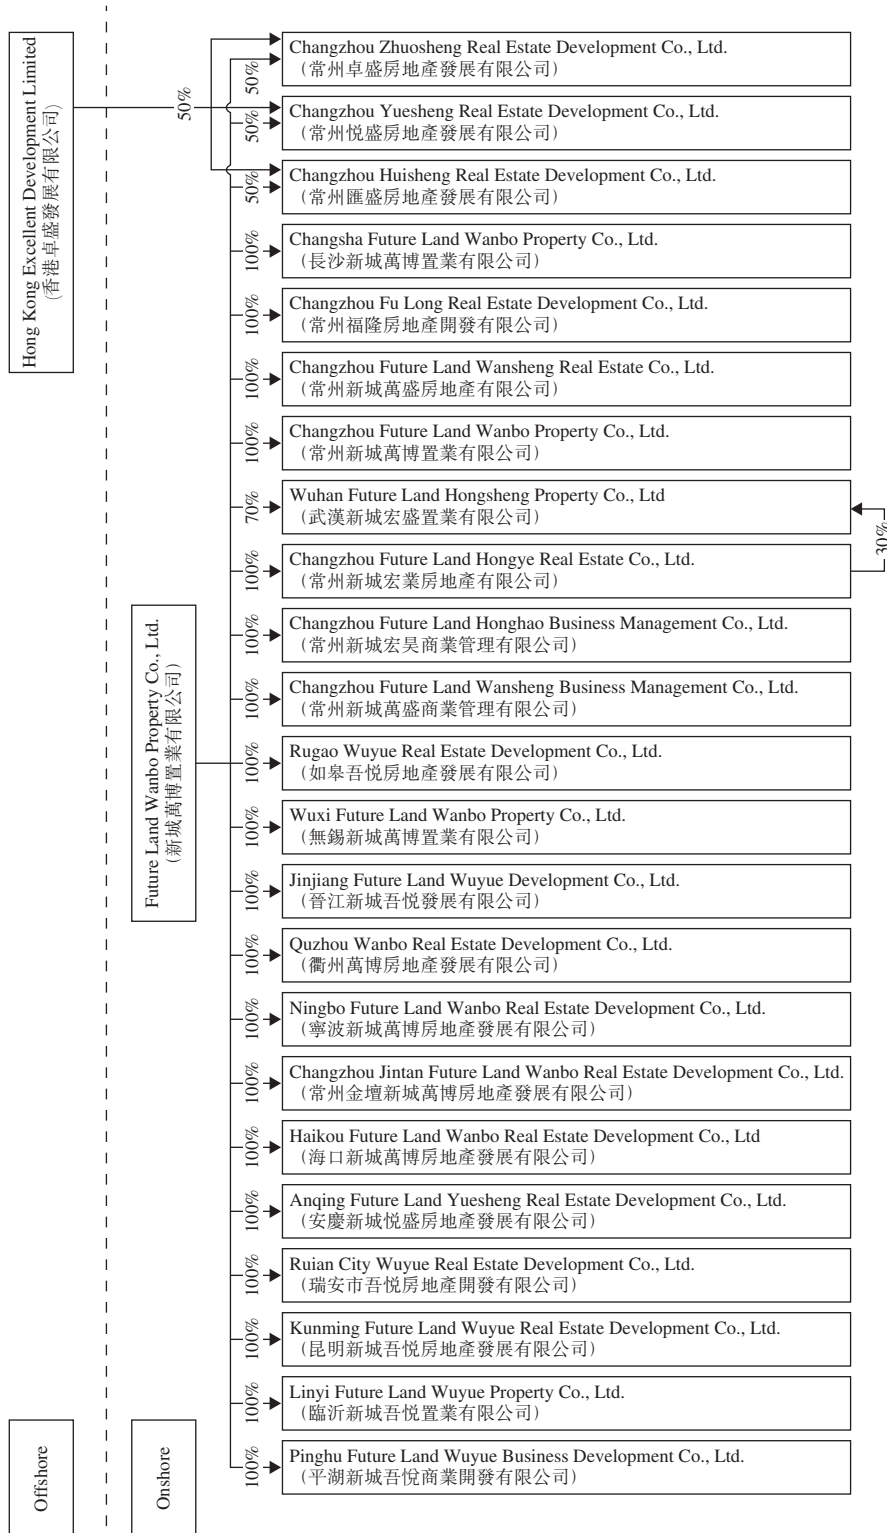 Hong Kong Excellent Development Limited
(香港卓盛發展有限公司)
50%
Future Land Wanbo Property Co., Ltd.
(新城萬博置業有限公司)
Offshore
Onshore
50%
Changzhou Zhuosheng Real Estate Development Co., Ltd.
(常州卓盛房地產發展有限公司)
50%
Changzhou Yuesheng Real Estate Development Co., Ltd.
(常州悦盛房地產發展有限公司)
50%
Changzhou Huisheng Real Estate Development Co., Ltd.
(常州匯盛房地產發展有限公司)
100%
Changsha Future Land Wanbo Property Co., Ltd.
(長沙新城萬博置業有限公司)
100%
Changzhou Fu Long Real Estate Development Co., Ltd.
(常州福隆房地產開發有限公司)
100%
Changzhou Future Land Wansheng Real Estate Co., Ltd.
(常州新城萬盛房地產有限公司)
100%
Changzhou Future Land Wanbo Property Co., Ltd.
(常州新城萬博置業有限公司)
70%
Wuhan Future Land Hongsheng Property Co., Ltd
(武漢新城宏盛置業有限公司)
30%
100%
Changzhou Future Land Hongye Real Estate Co., Ltd.
(常州新城宏業房地產有限公司)
100%
Changzhou Future Land Honghao Business Management Co., Ltd.
(常州新城宏昊商業管理有限公司)
100%
Changzhou Future Land Wansheng Business Management Co., Ltd.
(常州新城萬盛商業管理有限公司)
100%
Rugao Wuyue Real Estate Development Co., Ltd.
(如皋吾悦房地產發展有限公司)
100%
Wuxi Future Land Wanbo Property Co., Ltd.
(無錫新城萬博置業有限公司)
100%
Jinjiang Future Land Wuyue Development Co., Ltd.
(晉江新城吾悦發展有限公司)
100%
Quzhou Wanbo Real Estate Development Co., Ltd.
(衢州萬博房地產發展有限公司)
100%
Ningbo Future Land Wanbo Real Estate Development Co., Ltd.
(寧波新城萬博房地產發展有限公司)
100%
Changzhou Jintan Future Land Wanbo Real Estate Development Co., Ltd.
(常州金壇新城萬博房地產發展有限公司)
100%
Haikou Future Land Wanbo Real Estate Development Co., Ltd
(海口新城萬博房地產發展有限公司)
100%
Anqing Future Land Yuesheng Real Estate Development Co., Ltd.
(安慶新城悦盛房地產發展有限公司)
100%
Ruian City Wuyue Real Estate Development Co., Ltd.
(瑞安市吾悦房地產開發有限公司)
100%
Kunming Future Land Wuyue Real Estate Development Co., Ltd.
(昆明新城吾悦房地產發展有限公司)
100%
Linyi Future Land Wuyue Property Co., Ltd.
(臨沂新城吾悦置業有限公司)
100%
Pinghu Future Land Wuyue Business Development Co., Ltd.
(平湖新城吾悅商業開發有限公司)